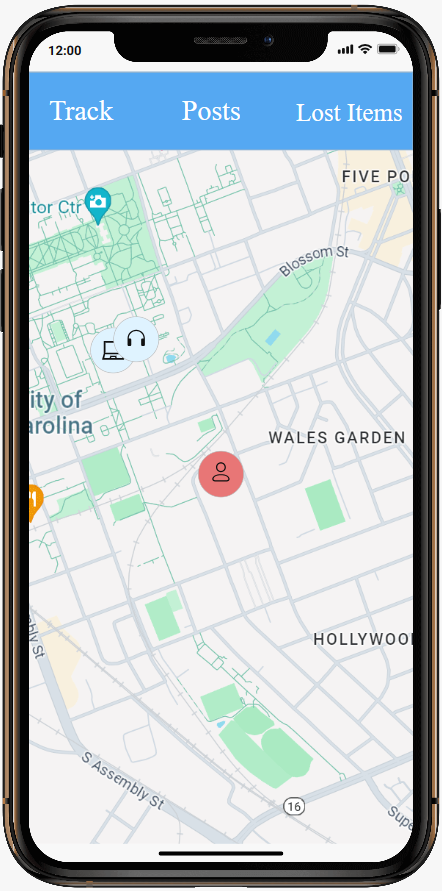 12:00
Track Posts Lost Items
FIVE PO
tor Ctr
Blossom St
ity of
arolina
WALES GARDEN
HOLLYWOO
bly St
S Assembly St
16
Supe